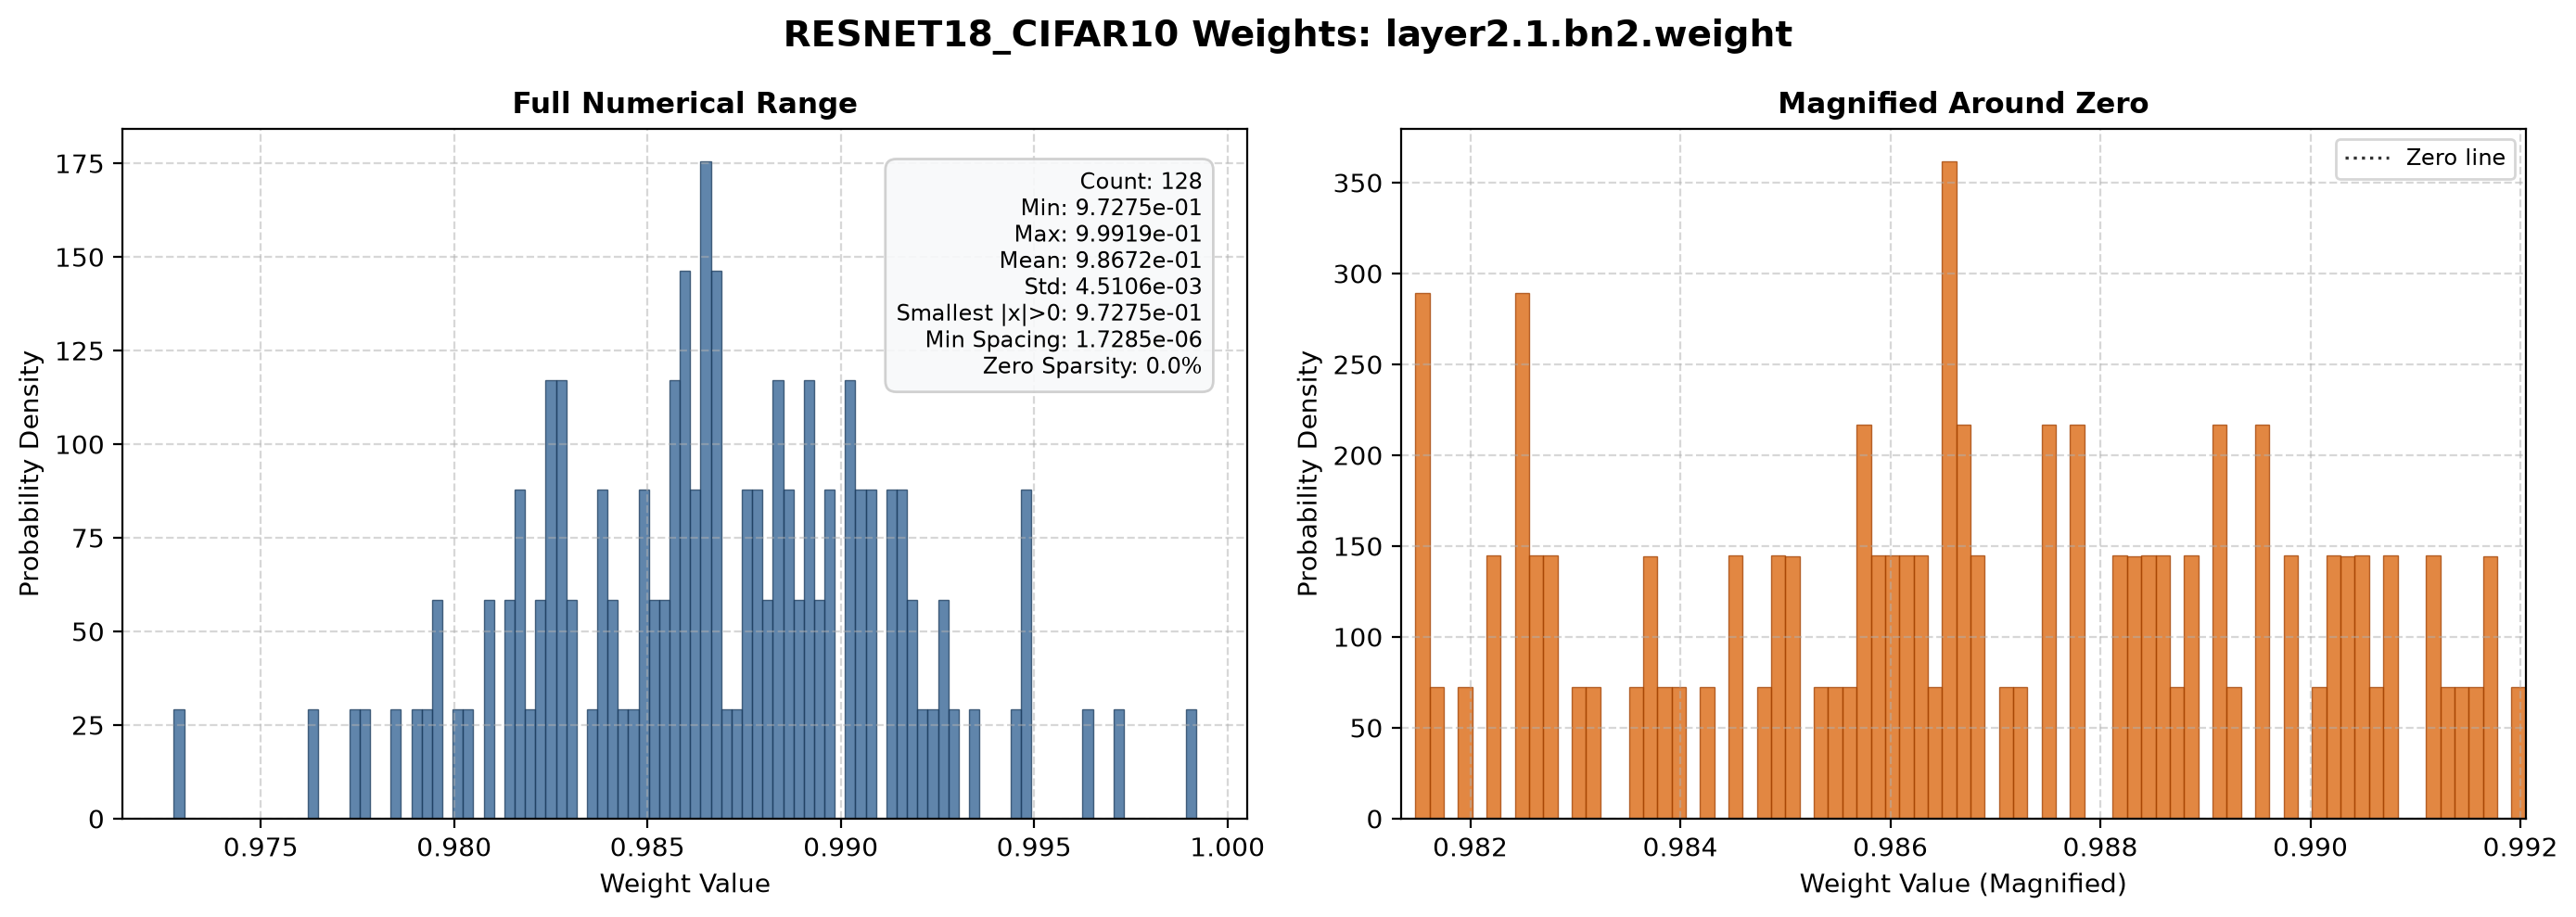 RESNET18_CIFAR10 Weights: layer2.1.bn2.weight
Full Numerical Range
175
150
125
100
75
50
25
0
Probability Density
Count: 128
Min: 9.7275e-01
Max: 9.9919e-01
Mean: 9.8672e-01
Std: 4.5106e-03
Smallest |x|>0: 9.7275e-01
Min Spacing: 1.7285e-06
Zero Sparsity: 0.0%
0.975 0.980 0.985 0.990 0.995 1.000
Weight Value
Magnified Around Zero
350
300
250
200
150
100
50
0
Probability Density
Zero line
0.982 0.984 0.986 0.988 0.990 0.992
Weight Value (Magnified)